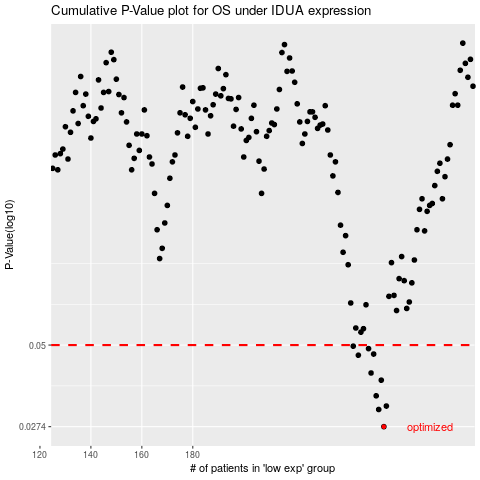 Cumulative P-Value plot for OS under IDUA expression
P-Value(log10)
0.05
0.0274
optimized
120 140 160 180
# of patients in 'low exp' group